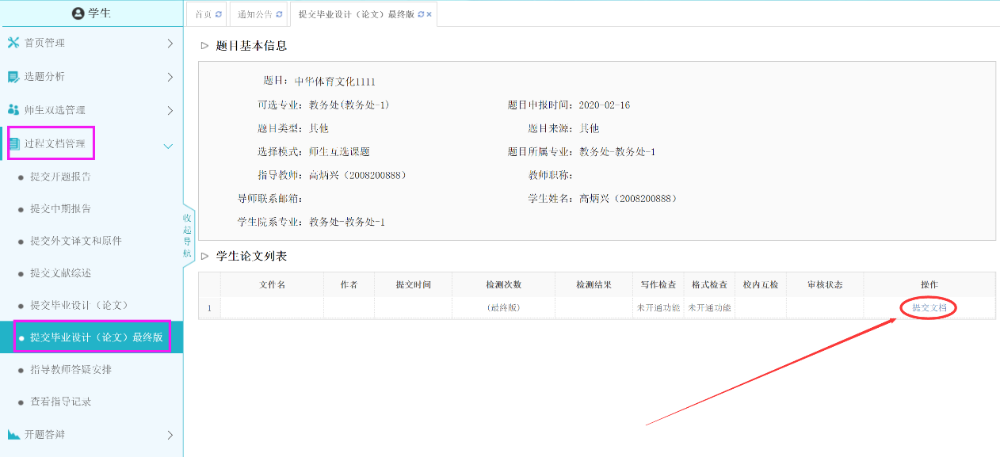 学生
首页管理
选题分析
师生双选管理
过程文档管理
提交开题报告
提交中期报告
提交外文译文和原件
提交文献综述
提交毕业设计（论文）
提交毕业设计（论文）最终版
指导教师答疑安排
查看指导记录
开题答辩
收起导航
首页 通知公告 提交毕业设计（论文）最终版
题目基本信息
题目： 中华体育文化1111
可选专业： 教务处(教务处-1) 题目申报时间： 2020-02-16
题目类型： 其他 题目来源： 其他
选择模式： 师生互选课题 题目所属专业： 教务处-教务处-1
指导教师： 高炳兴（2008200888） 教师职称：
导师联系邮箱： 学生姓名： 高炳兴（2008200888）
学生院系专业： 教务处-教务处-1
学生论文列表
文件名 作者 提交时间 检测次数 检测结果 写作检查 格式检查 校内互检 审核状态 操作
1 (最终版) 未开通功能 未开通功能 提交文档